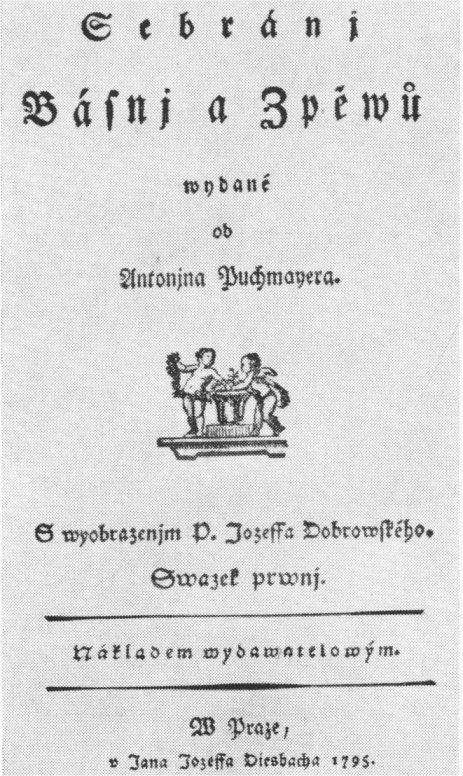 Sebránj
Básnj a Zpěwů
wydané
od
Antonjna Puchmayera.
S wyobrazenjm P. Jozeffa Dobrowſkého.
Swazek prwnj.
Nákladem wydawatelowým.
W Praze,
v Jana Jozeffa Diesbacha 1795.